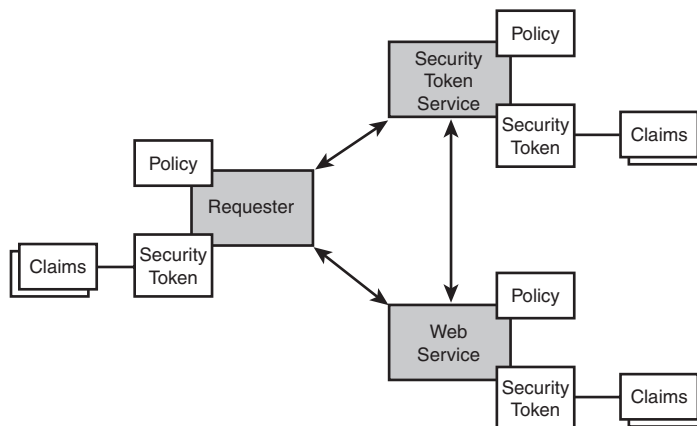 Policy
Security
Token
Service
Security
Token
Claims
Policy
Requester
Claims
Security
Token
Policy
Web
Service
Security
Token
Claims